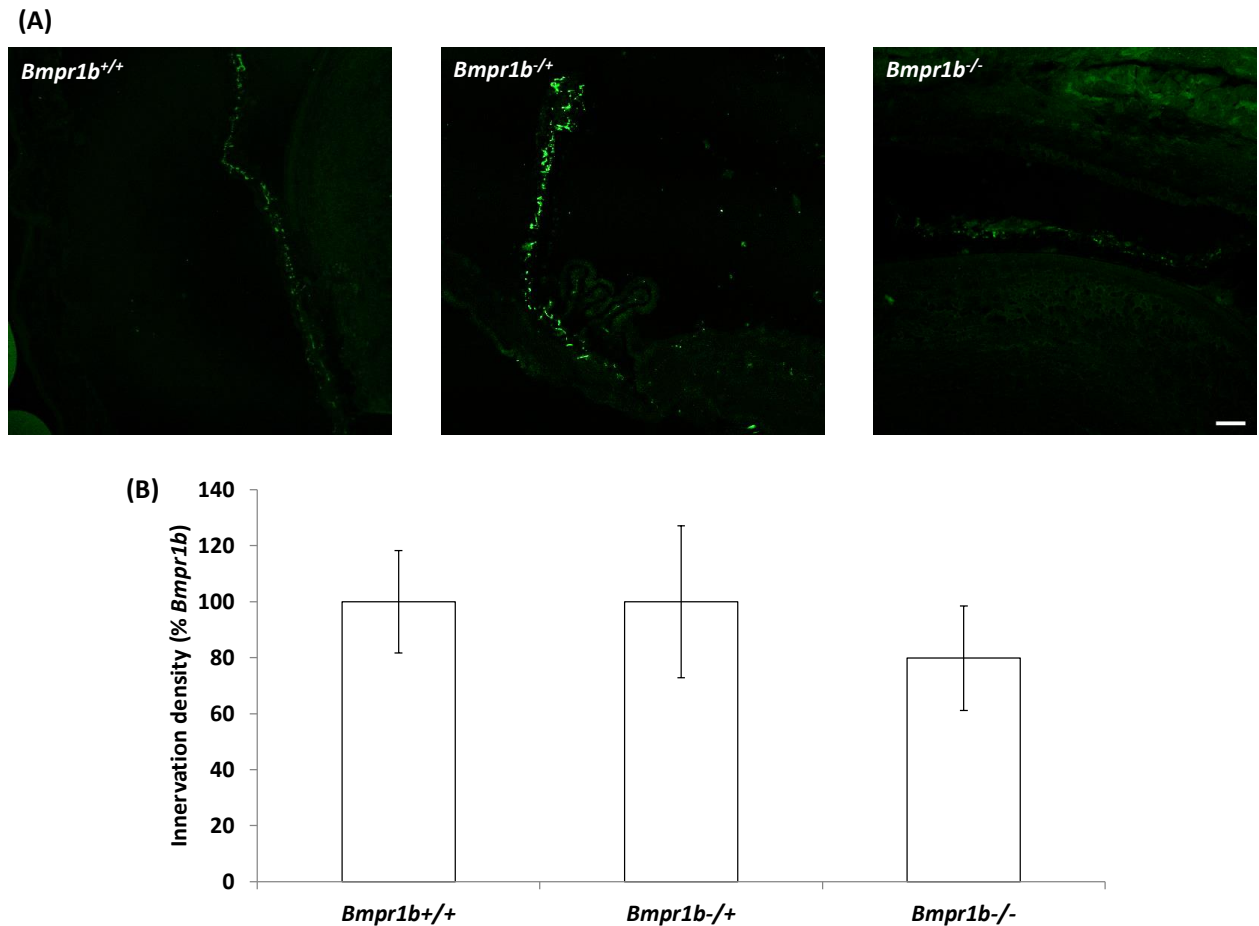 (A)
Bmpr1b+/+
Bmpr1b-/+
Bmpr1b-/-
(B)
140
120
100
80
60
40
20
0
Innervation density (% Bmpr1b)
Bmpr1b+/+
Bmpr1b-/+
Bmpr1b-/-